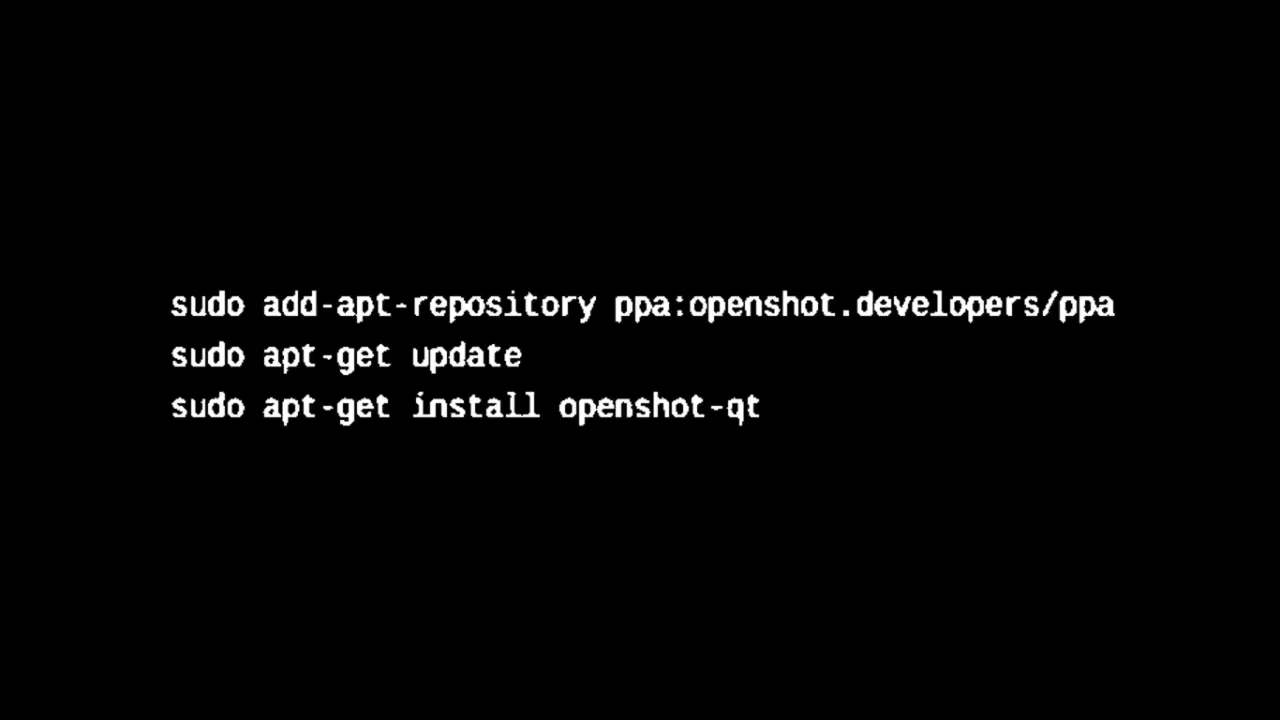 sudo add-apt-repository ppa:openshot.developers/ppa
sudo apt-get update
sudo apt-get install openshot-qt